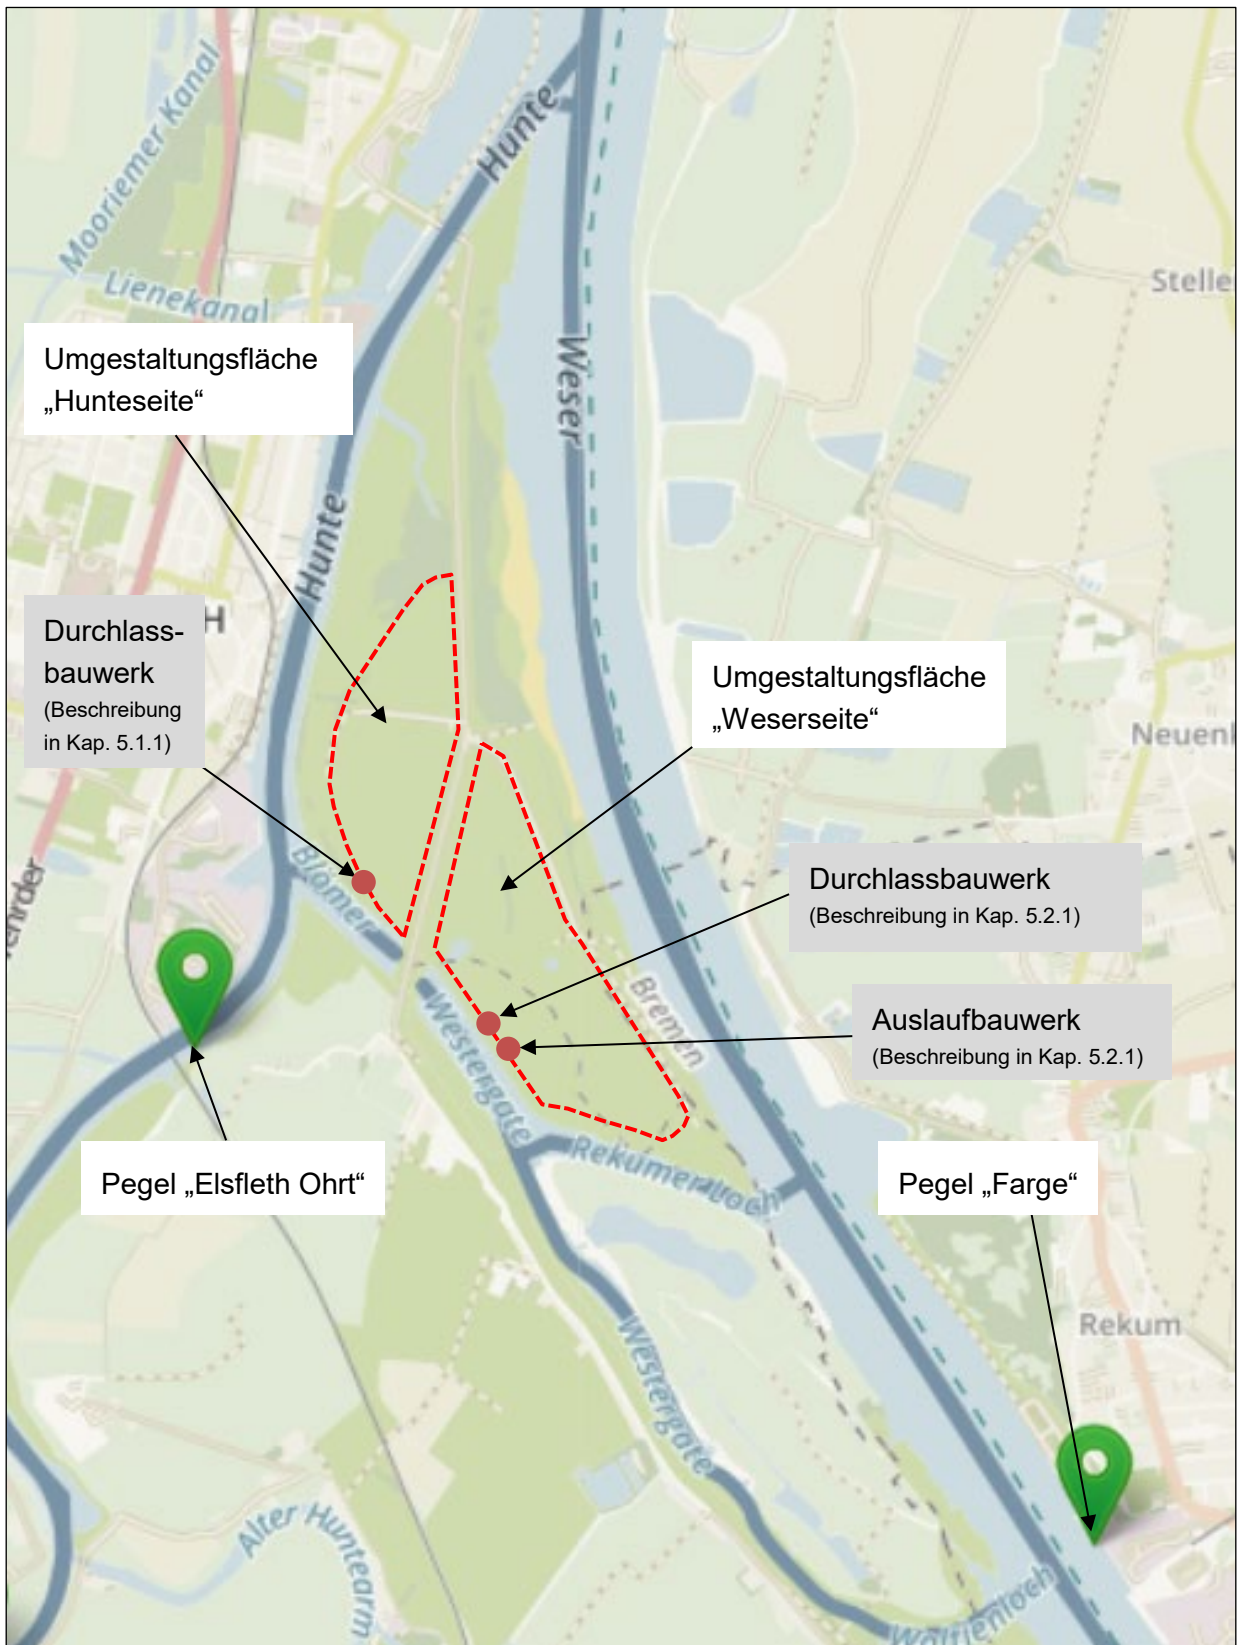 Mooriemer Kanal
Lienekanal
Hunte
Weser
Stelle
Umgestaltungsfläche
„Hunteseite“
Hunte
H
Durchlass-
bauwerk
(Beschreibung
in Kap. 5.1.1)
Umgestaltungsfläche
„Weserseite“
Neuenk
Blomer
Durchlassbauwerk
(Beschreibung in Kap. 5.2.1)
Bremen
Westergate
Auslaufbauwerk
(Beschreibung in Kap. 5.2.1)
Pegel „Elsfleth Ohrt“
Rekumer Loch
Pegel „Farge“
Rekum
Westergate
Alter Huntearm
Woltjenloch